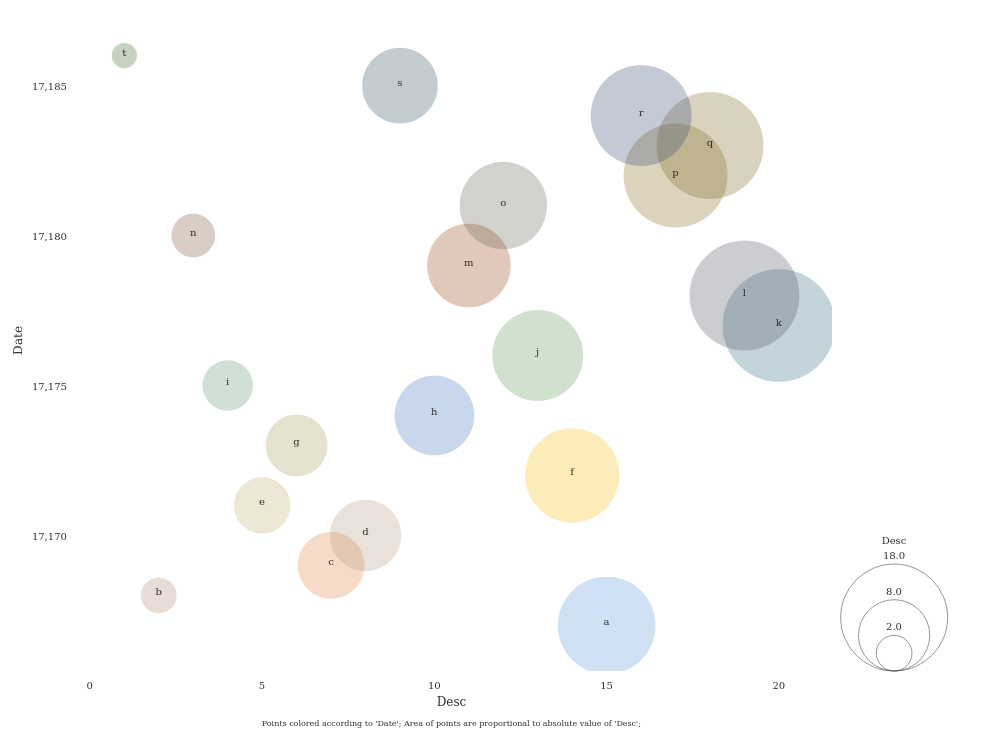 t
s
17,185
r
q
p
o
n
17,180
m
l
k
Date
j
i
17,175
h
g
f
e
d
17,170
c
b
a
Desc
18.0
8.0
2.0
0 5 10 15 20
Desc
Points colored according to 'Date'; Area of points are proportional to absolute value of 'Desc';